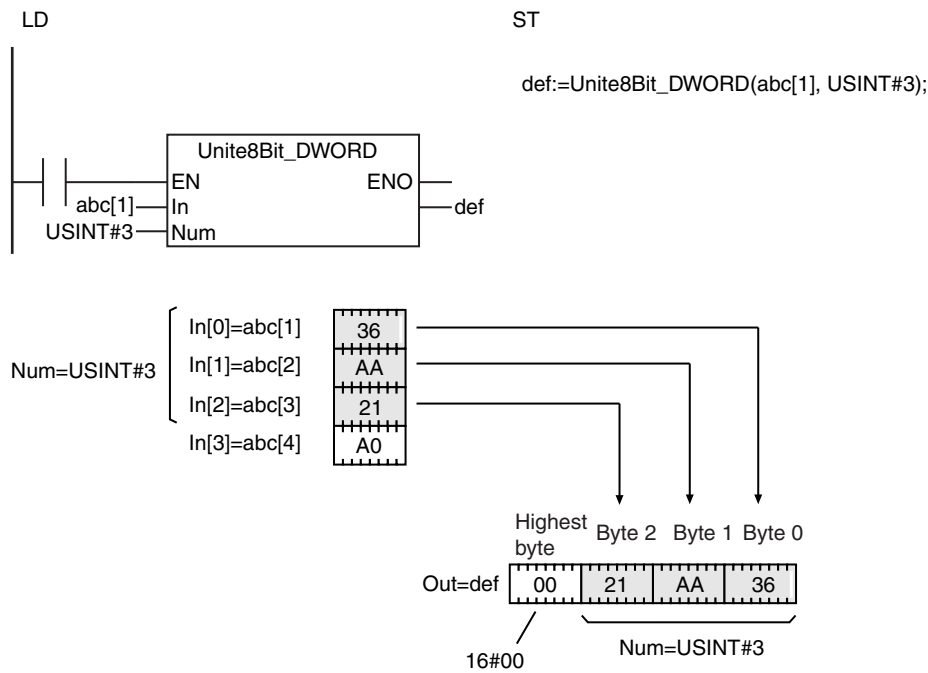 LD
ST
def:=Unite8Bit_DWORD(abc[1], USINT#3);
Unite8Bit_DWORD
EN
ENO
abc[1]
In
def
USINT#3
Num
In[0]=abc[1]
36
Num=USINT#3
In[1]=abc[2]
AA
In[2]=abc[3]
21
In[3]=abc[4]
A0
Highest
byte
Byte 2
Byte 1
Byte 0
Out=def
00
21
AA
36
16#00
Num=USINT#3